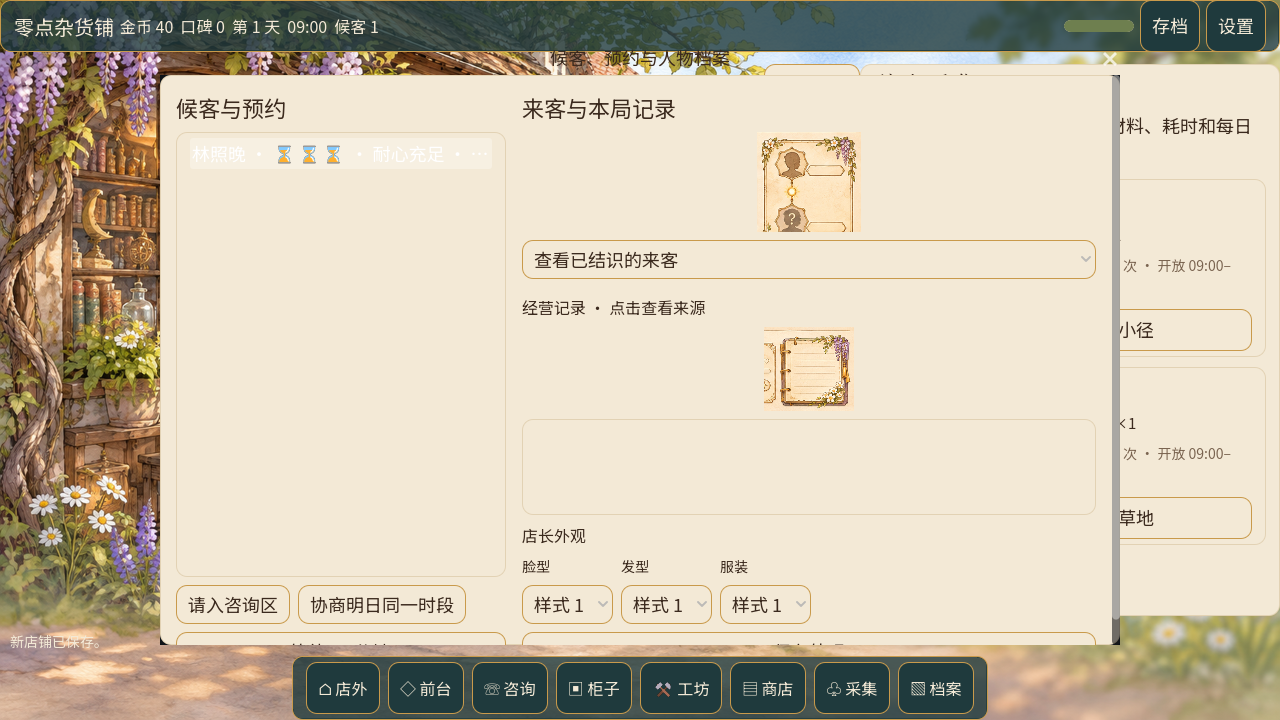 零点杂货铺 金币 40 口碑 0 第 1 天 09:00 候客 1
存档
设置
候客、预约与人物档案
候客与预约
来客与本局记录
林照晚 · ⏳⏳⏳ · 耐心充足 · …
查看已结识的来客
经营记录 · 点击查看来源
店长外观
脸型 发型 服装
样式 1 样式 1 样式 1
请入咨询区
协商明日同一时段
材料、耗时和每日
次 · 开放 09:00–
小径
×1
次 · 开放 09:00–
草地
新店铺已保存。
店外
前台
咨询
柜子
工坊
商店
采集
档案